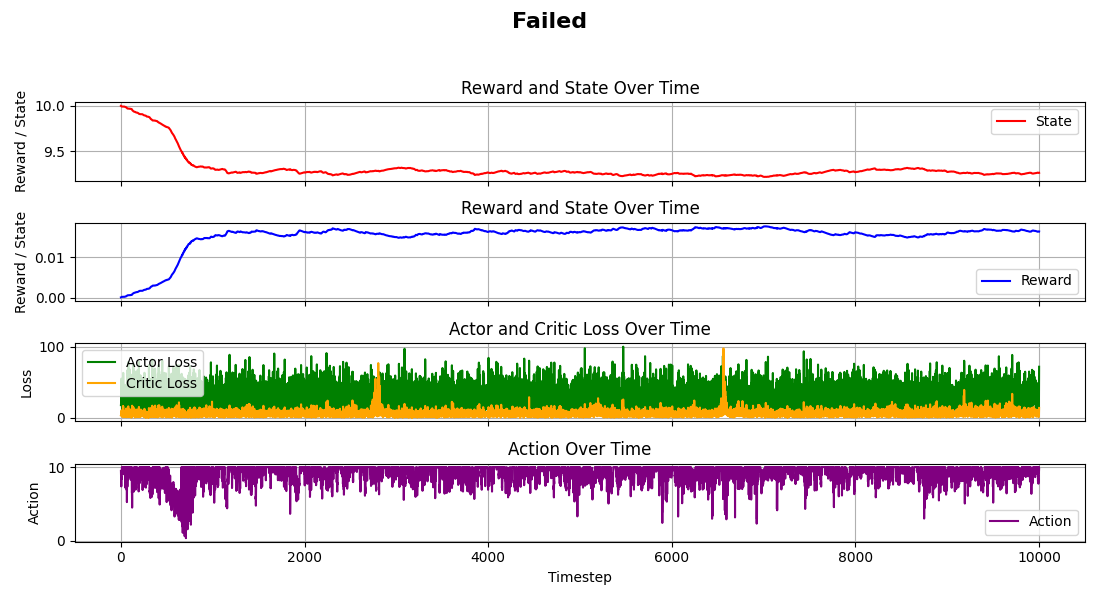 Failed
Reward and State Over Time
Reward / State
10.0
9.5
State
Reward and State Over Time
Reward / State
0.01
0.00
Reward
Actor and Critic Loss Over Time
Loss
100
0
Actor Loss
Critic Loss
Action Over Time
Action
10
0
Action
0 2000 4000 6000 8000 10000
Timestep